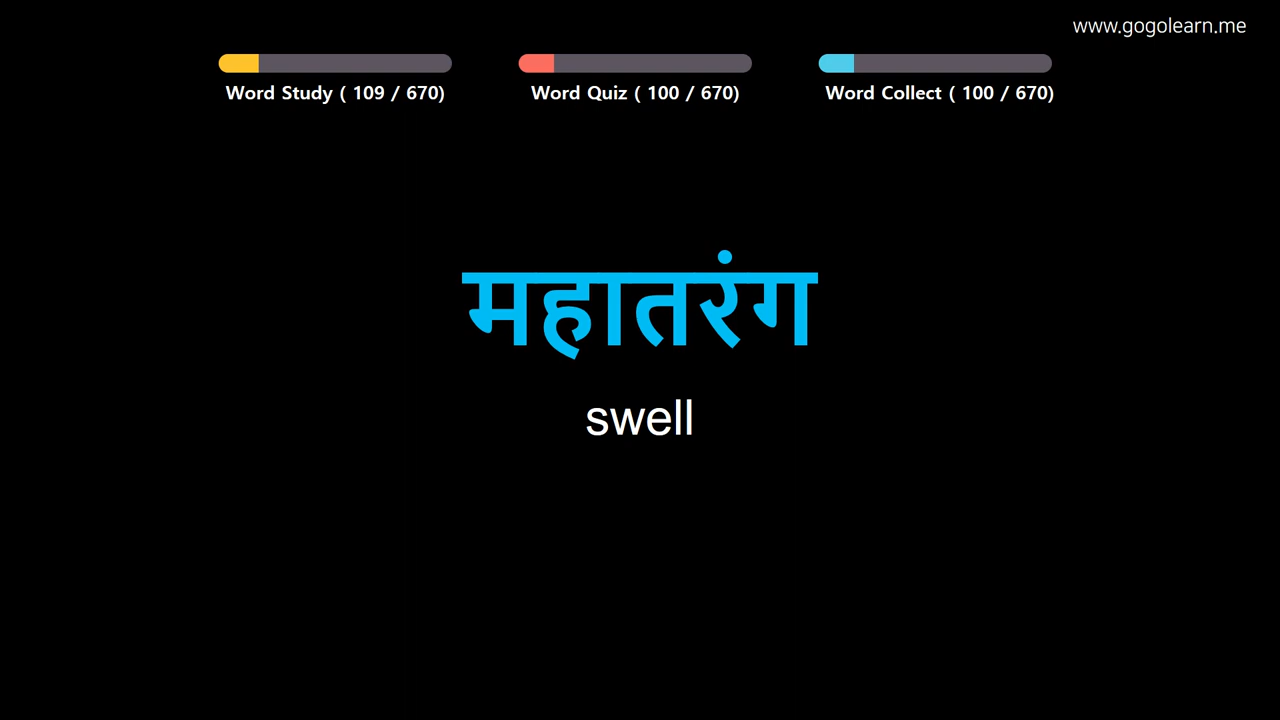 www.gogolearn.me
Word Study ( 109 / 670)
Word Quiz ( 100 / 670)
Word Collect ( 100 / 670)
महातरंग
swell